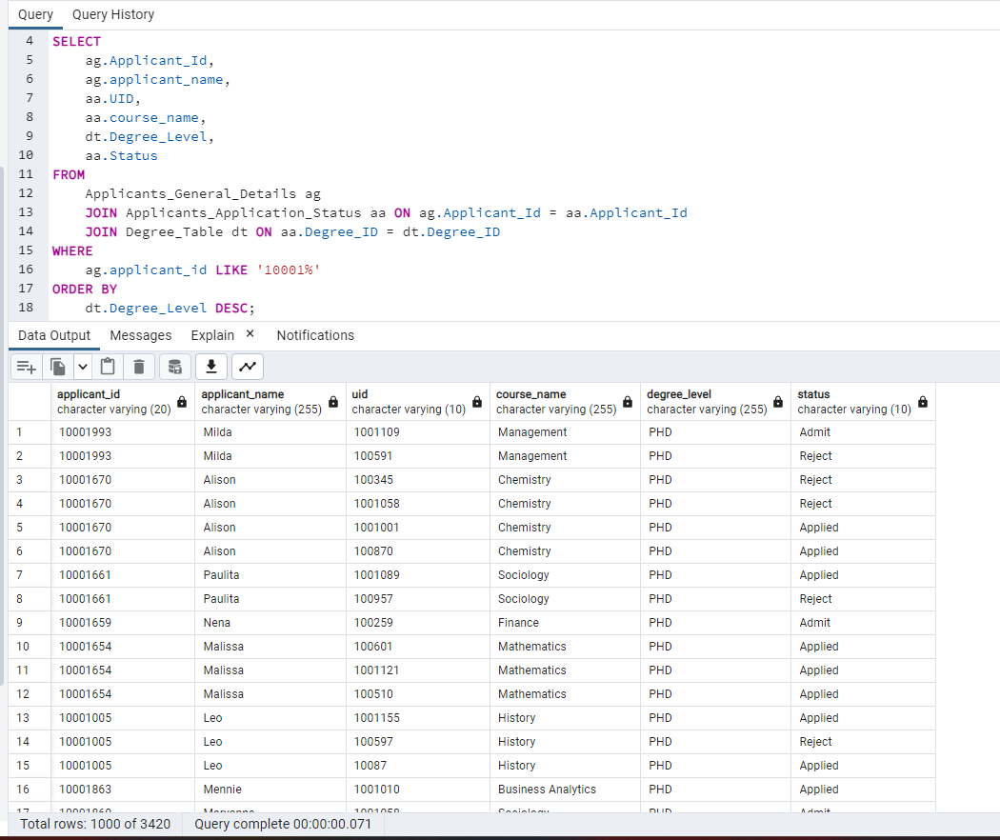 Query Query History
4 SELECT
5 ag.Applicant_Id,
6 ag.applicant_name,
7 aa.UID,
8 aa.course_name,
9 dt.Degree_Level,
10 aa.Status
11 FROM
12 Applicants_General_Details ag
13 JOIN Applicants_Application_Status aa ON ag.Applicant_Id = aa.Applicant_Id
14 JOIN Degree_Table dt ON aa.Degree_ID = dt.Degree_ID
15 WHERE
16 ag.applicant_id LIKE '10001%'
17 ORDER BY
18 dt.Degree_Level DESC;
Data Output Messages Explain × Notifications
applicant_id applicant_name uid course_name degree_level status
character varying (20) character varying (255) character varying (10) character varying (255) character varying (255) character varying (10)
1 10001993 Milda 1001109 Management PHD Admit
2 10001993 Milda 100591 Management PHD Reject
3 10001670 Alison 100345 Chemistry PHD Reject
4 10001670 Alison 1001058 Chemistry PHD Reject
5 10001670 Alison 1001001 Chemistry PHD Applied
6 10001670 Alison 100870 Chemistry PHD Applied
7 10001661 Paulita 1001089 Sociology PHD Applied
8 10001661 Paulita 100957 Sociology PHD Reject
9 10001659 Nena 100259 Finance PHD Admit
10 10001654 Malissa 100601 Mathematics PHD Applied
11 10001654 Malissa 1001121 Mathematics PHD Applied
12 10001654 Malissa 100510 Mathematics PHD Applied
13 10001005 Leo 1001155 History PHD Applied
14 10001005 Leo 100597 History PHD Reject
15 10001005 Leo 10087 History PHD Applied
16 10001863 Mennie 1001010 Business Analytics PHD Applied
17 Sociology PHD Admit
Total rows: 1000 of 3420 Query complete 00:00:00.071